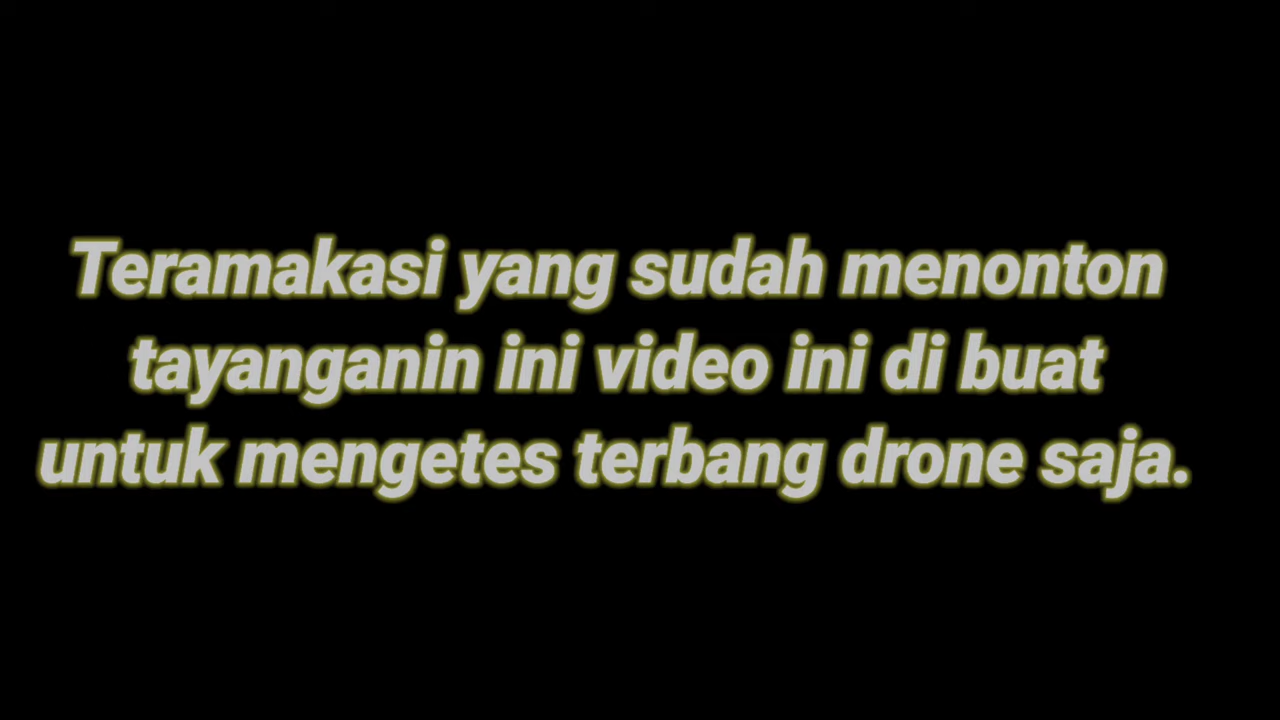 Teramakasi yang sudah menonton
tayanganin ini video ini di buat
untuk mengetes terbang drone saja.